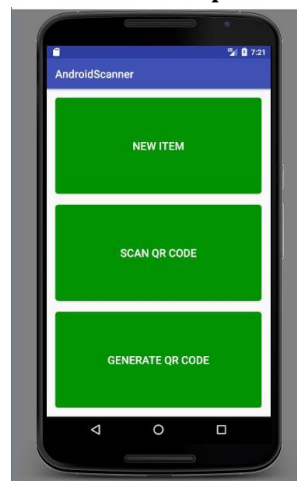 7:21
AndroidScanner
NEW ITEM
SCAN QR CODE
GENERATE QR CODE